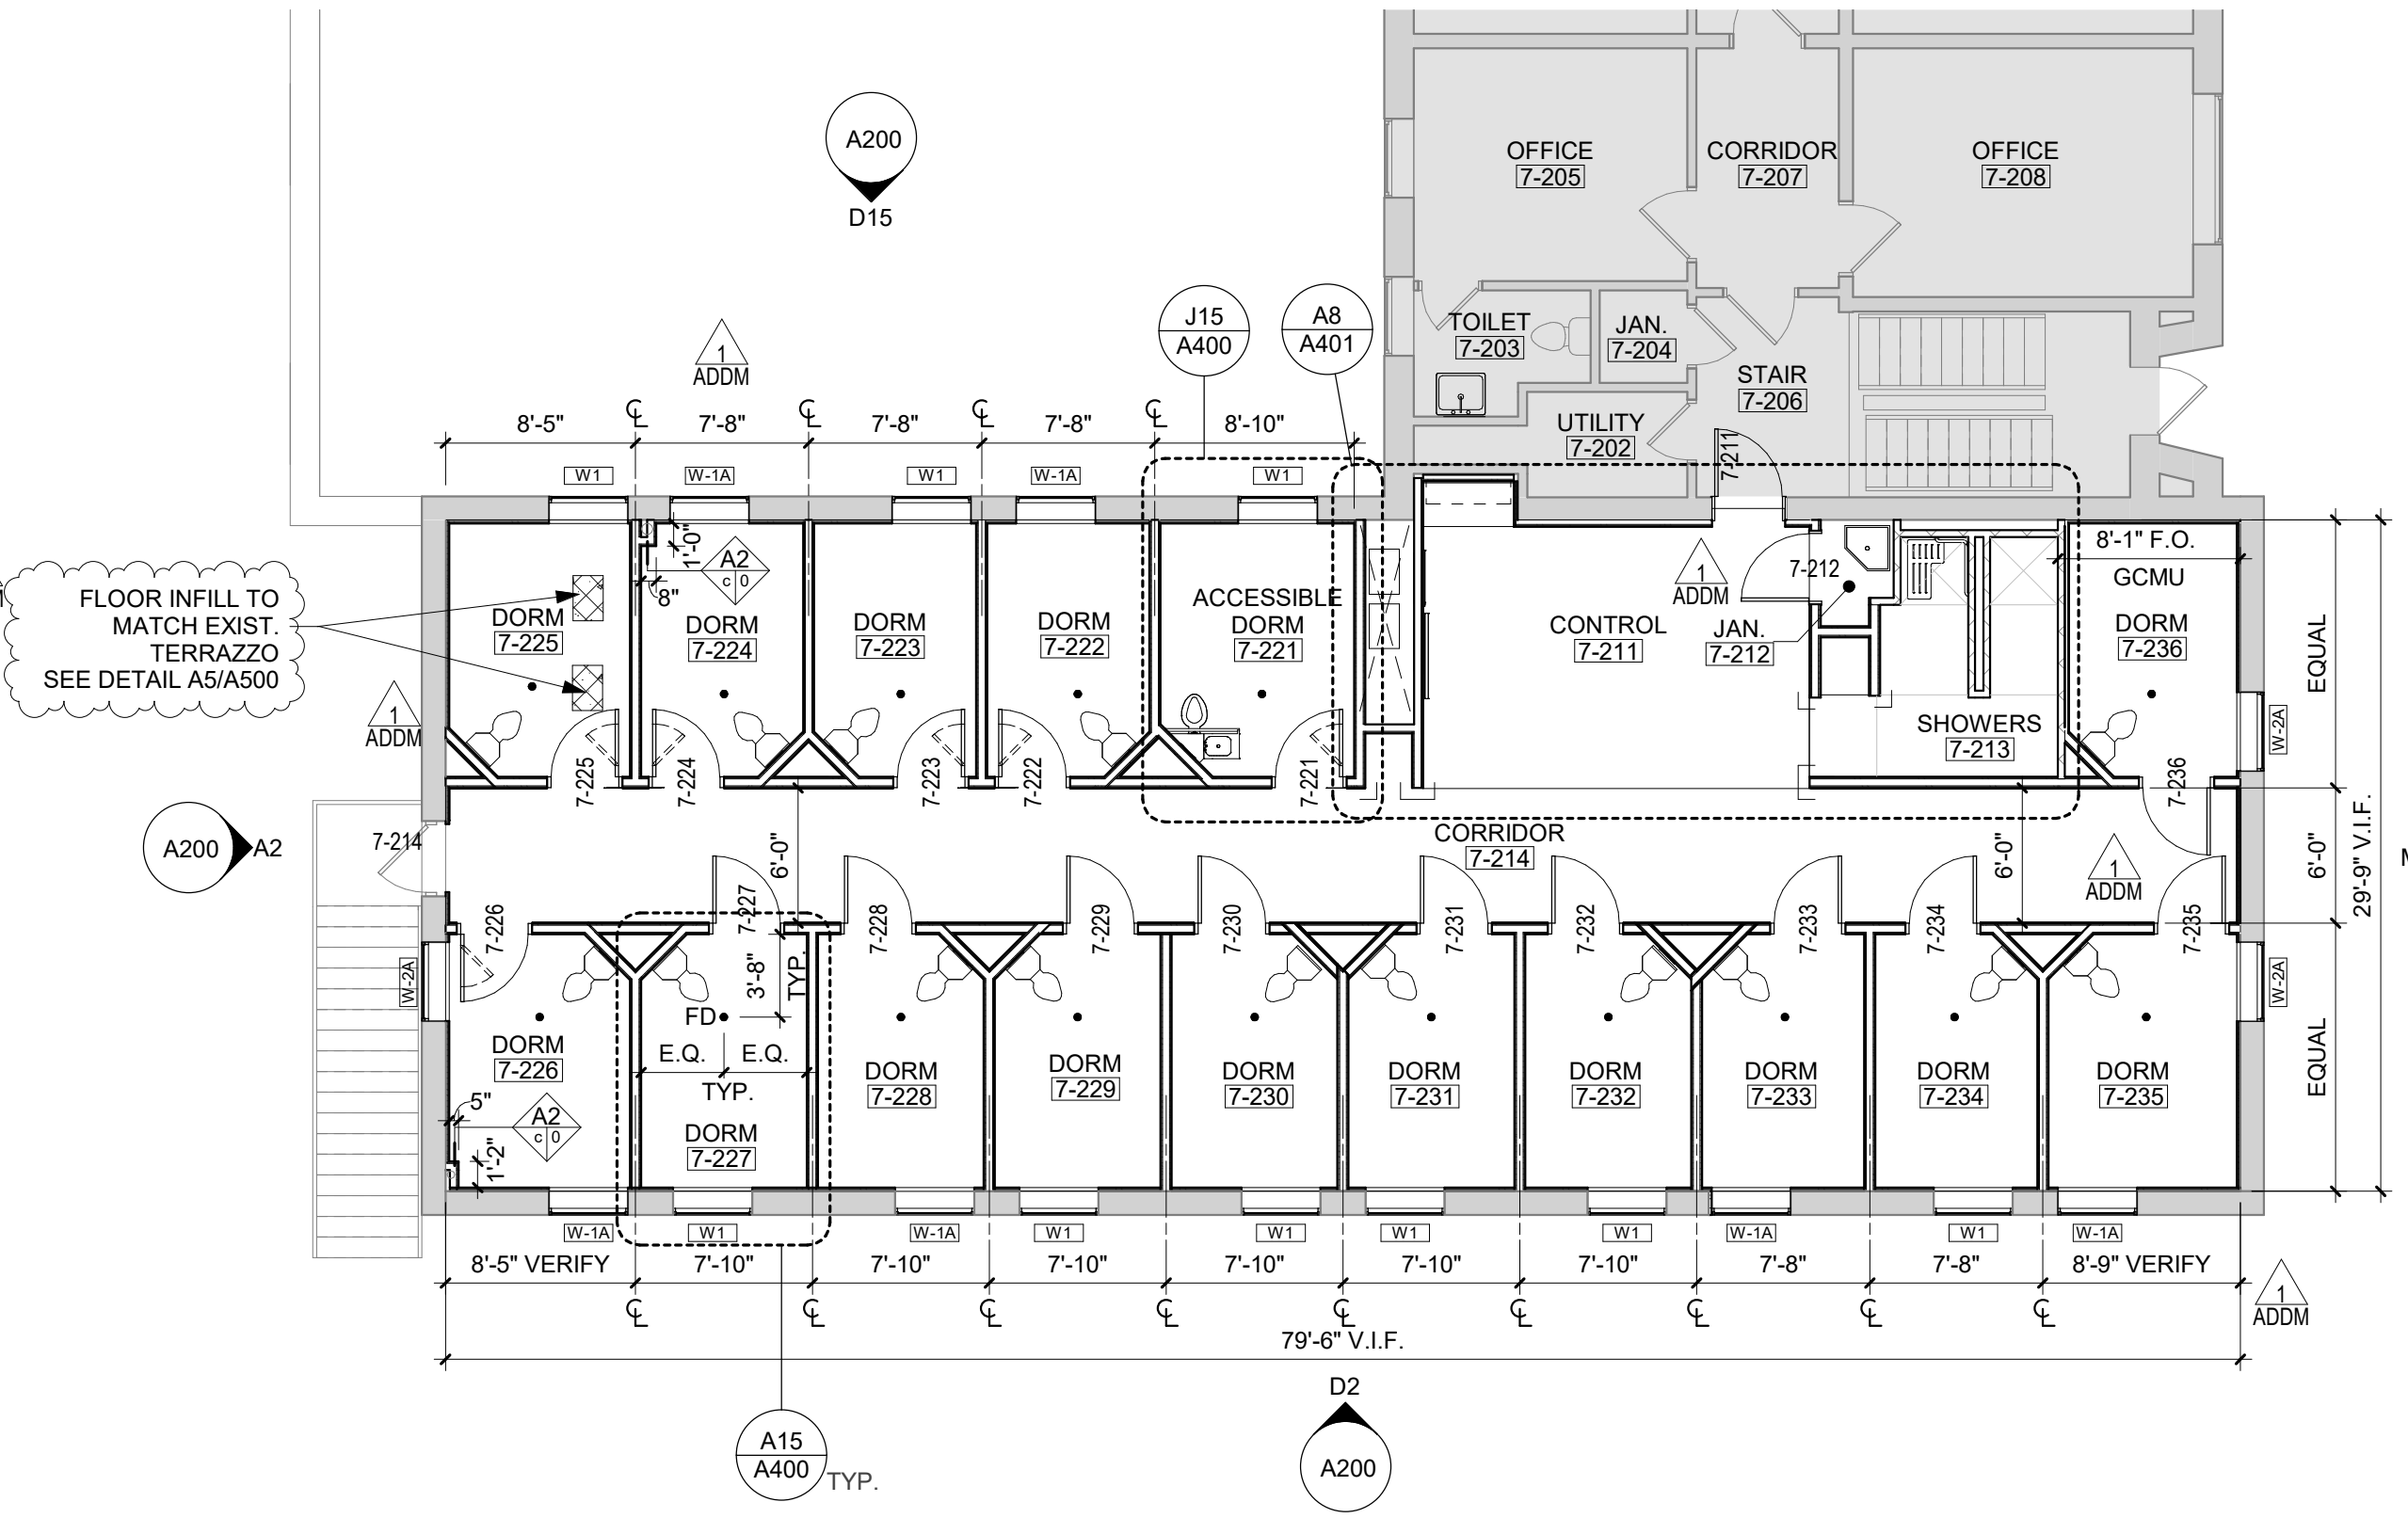 OFFICE
7-205
CORRIDOR
7-207
OFFICE
7-208
A200
D15
J15
A400
A8
A401
TOILET
7-203
JAN.
7-204
STAIR
7-206
UTILITY
7-202
7-211
1
ADDM
8'-5"
7'-8"
7'-8"
7'-8"
8'-10"
W1
W-1A
W1
W-1A
W1
FLOOR INFILL TO
MATCH EXIST.
TERRAZZO
SEE DETAIL A5/A500
1
ADDM
DORM
7-225
1'-0"
8"
A2
c 0
DORM
7-224
DORM
7-223
DORM
7-222
ACCESSIBLE
DORM
7-221
CONTROL
7-211
1
ADDM
7-212
JAN.
7-212
SHOWERS
7-213
8'-1" F.O.
GCMU
DORM
7-236
W-2A
EQUAL
7-225
7-224
7-223
7-222
7-221
7-236
A200
A2
7-214
6'-0"
CORRIDOR
7-214
6'-0"
1
ADDM
6'-0"
29'-9" V.I.F.
7-226
7-227
7-228
7-229
7-230
7-231
7-232
7-233
7-234
7-235
W-2A
W-2A
3'-8"
TYP.
FD
E.Q.
E.Q.
TYP.
DORM
7-226
5"
A2
c 0
1'-2"
DORM
7-227
DORM
7-228
DORM
7-229
DORM
7-230
DORM
7-231
DORM
7-232
DORM
7-233
DORM
7-234
DORM
7-235
EQUAL
W-1A
W1
W-1A
W1
W1
W1
W1
W-1A
W1
W-1A
8'-5" VERIFY
7'-10"
7'-10"
7'-10"
7'-10"
7'-10"
7'-10"
7'-8"
7'-8"
8'-9" VERIFY
1
ADDM
79'-6" V.I.F.
D2
A200
A15
A400
TYP.